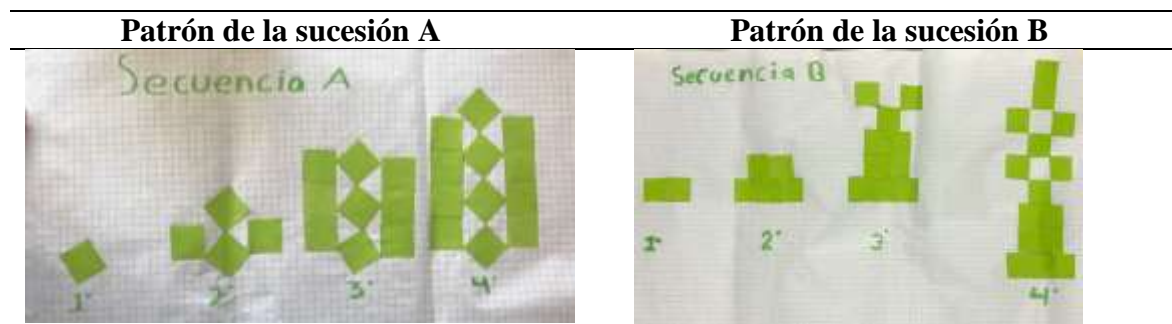 Patrón de la sucesión A
Patrón de la sucesión B
Secuencia A
1°
2°
3°
4°
Secuencia B
1°
2°
3°
4°